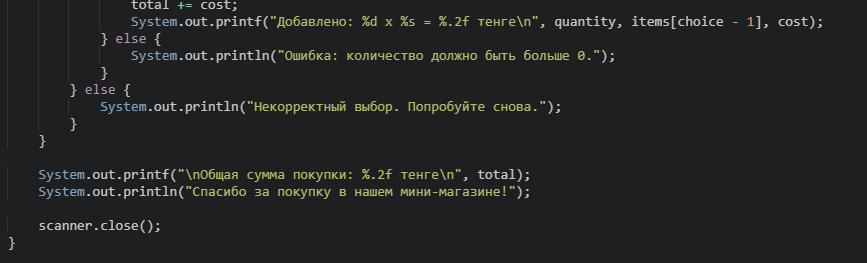 total += cost;
System.out.printf("Добавлено: %d x %s = %.2f тенге\n", quantity, items[choice - 1], cost);
} else {
System.out.println("Ошибка: количество должно быть больше 0.");
}
} else {
System.out.println("Некорректный выбор. Попробуйте снова.");
}
}
System.out.printf("\nОбщая сумма покупки: %.2f тенге\n", total);
System.out.println("Спасибо за покупку в нашем мини-магазине!");
scanner.close();
}